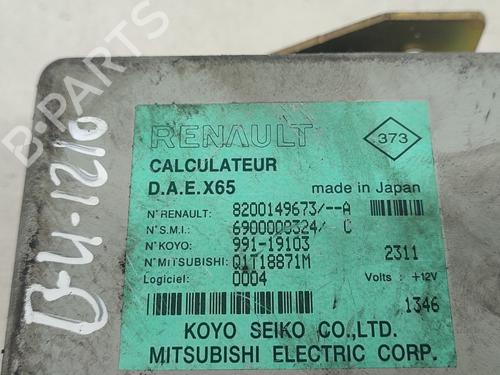 RENAULT
373
CALCULATEUR
D.A.E.X65 made in Japan
N° RENAULT: 8200149673/--A
N° S.M.I.: 6900000324/ C
N° KOYO: 991-19103 2311
N° MITSUBISHI: Q1T18871M
Logiciel: 0004 Volts : +12V
1346
KOYO SEIKO CO.,LTD.
MITSUBISHI ELECTRIC CORP.
B-4-1210
B-PARTS